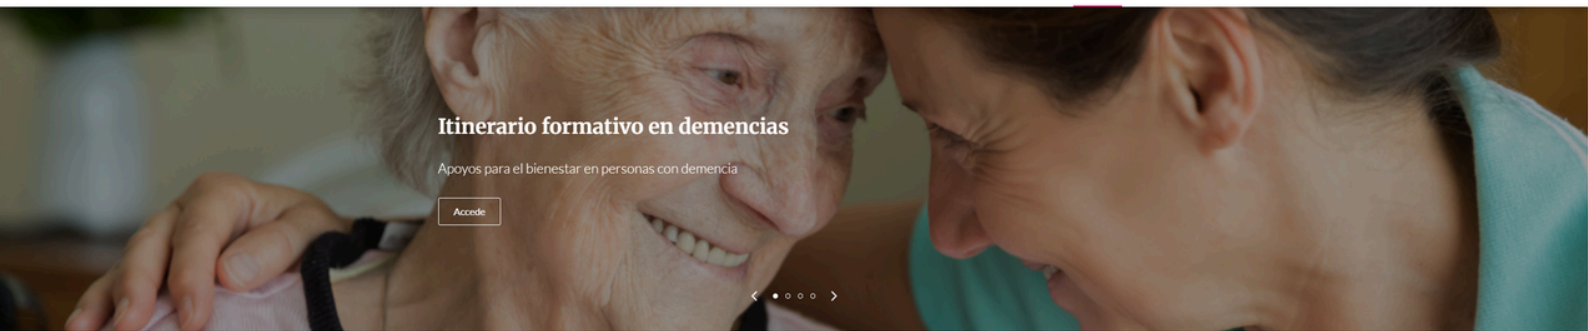 Itinerario formativo en demencias
Apoyos para el bienestar en personas con demencia
Accede